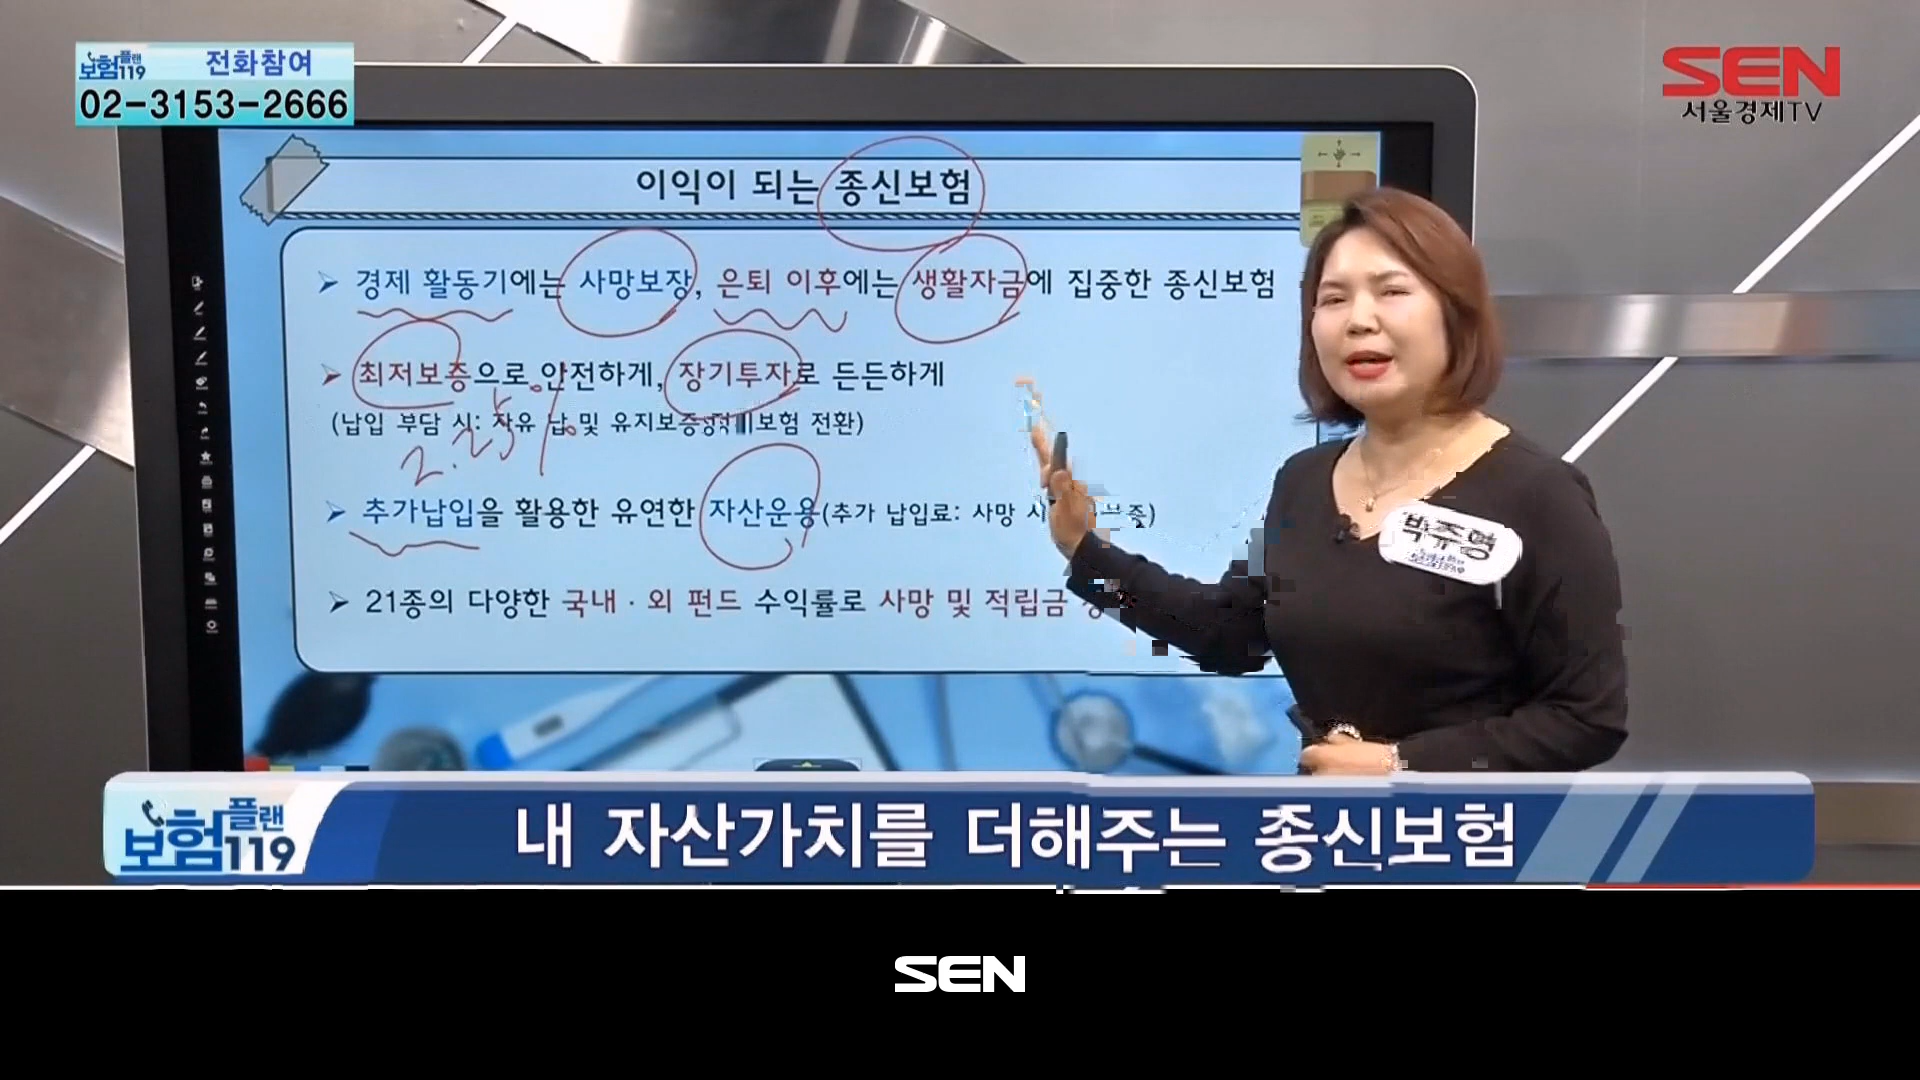 보험플랜119 전화참여
02-3153-2666
SEN
서울경제TV
이익이 되는 종신보험
경제 활동기에는 사망보장, 은퇴 이후에는 생활자금에 집중한 종신보험
최저보증으로 안전하게, 장기투자로 든든하게
(납입 부담 시: 자유 납 및 유지보증 보험 전환)
2.25%
추가납입을 활용한 유연한 자산운용(추가 납입료: 사망 시
21종의 다양한 국내·외 펀드 수익률로 사망 및 적립금
박주영
보험플랜119
내 자산가치를 더해주는 종신보험
SEN